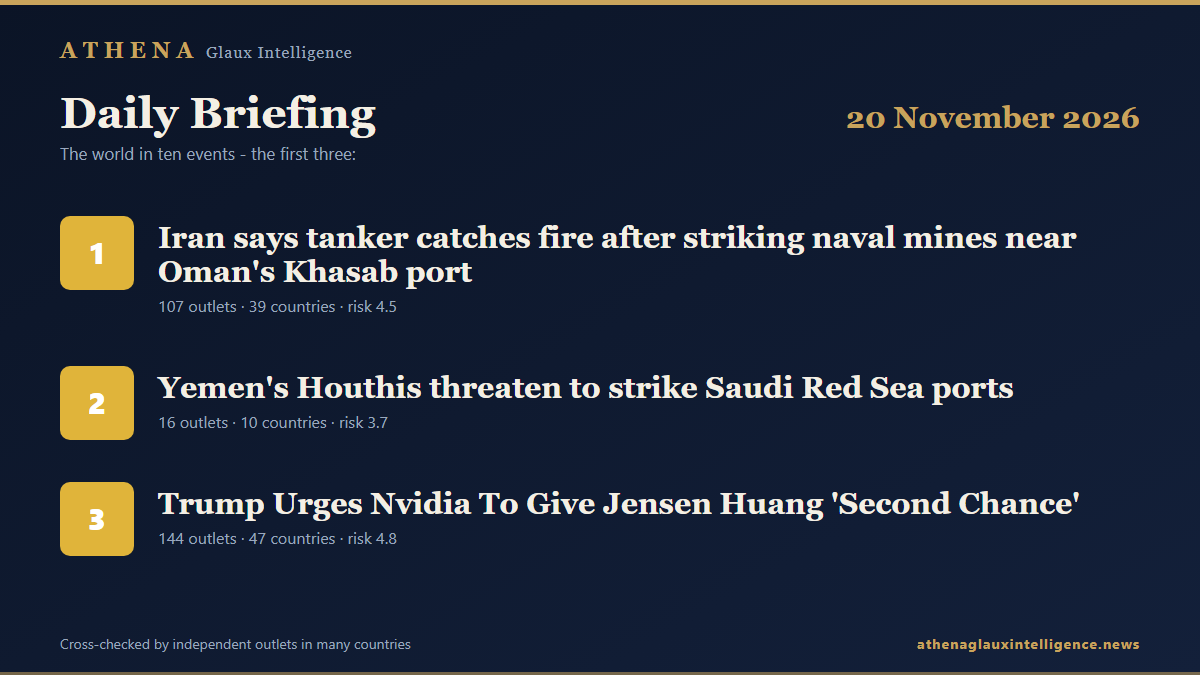 ATHENA Glaux Intelligence
Daily Briefing
20 November 2026
The world in ten events - the first three:
1
Iran says tanker catches fire after striking naval mines near
Oman's Khasab port
107 outlets · 39 countries · risk 4.5
2
Yemen's Houthis threaten to strike Saudi Red Sea ports
16 outlets · 10 countries · risk 3.7
3
Trump Urges Nvidia To Give Jensen Huang 'Second Chance'
144 outlets · 47 countries · risk 4.8
Cross-checked by independent outlets in many countries
athenaglauxintelligence.news